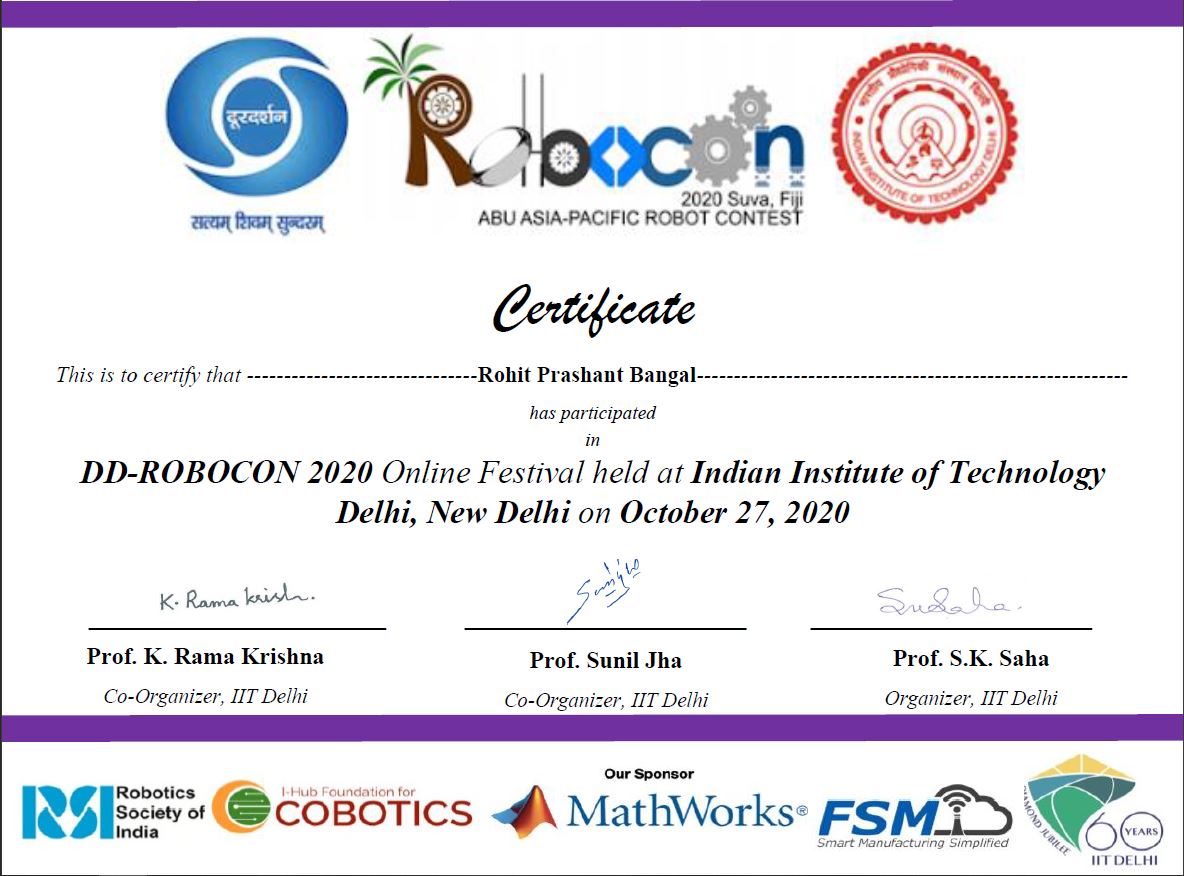 दूरदर्शन
सत्यम् शिवम् सुन्दरम्
Robocon
2020 Suva, Fiji
ABU ASIA-PACIFIC ROBOT CONTEST
भारतीय प्रौद्योगिकी संस्थान दिल्ली
INDIAN INSTITUTE OF TECHNOLOGY DELHI
Certificate
This is to certify that -------------------------------Rohit Prashant Bangal----------------------------------------------------------
has participated
in
DD-ROBOCON 2020 Online Festival held at Indian Institute of Technology
Delhi, New Delhi on October 27, 2020
K. Rama Krish
Prof. K. Rama Krishna
Co-Organizer, IIT Delhi
Prof. Sunil Jha
Co-Organizer, IIT Delhi
SKSaha
Prof. S.K. Saha
Organizer, IIT Delhi
RSI
Robotics
Society of
India
I-Hub Foundation for
COBOTICS
Our Sponsor
MathWorks®
FSM
Smart Manufacturing Simplified
DIAMOND JUBILEE
60 YEARS
IIT DELHI